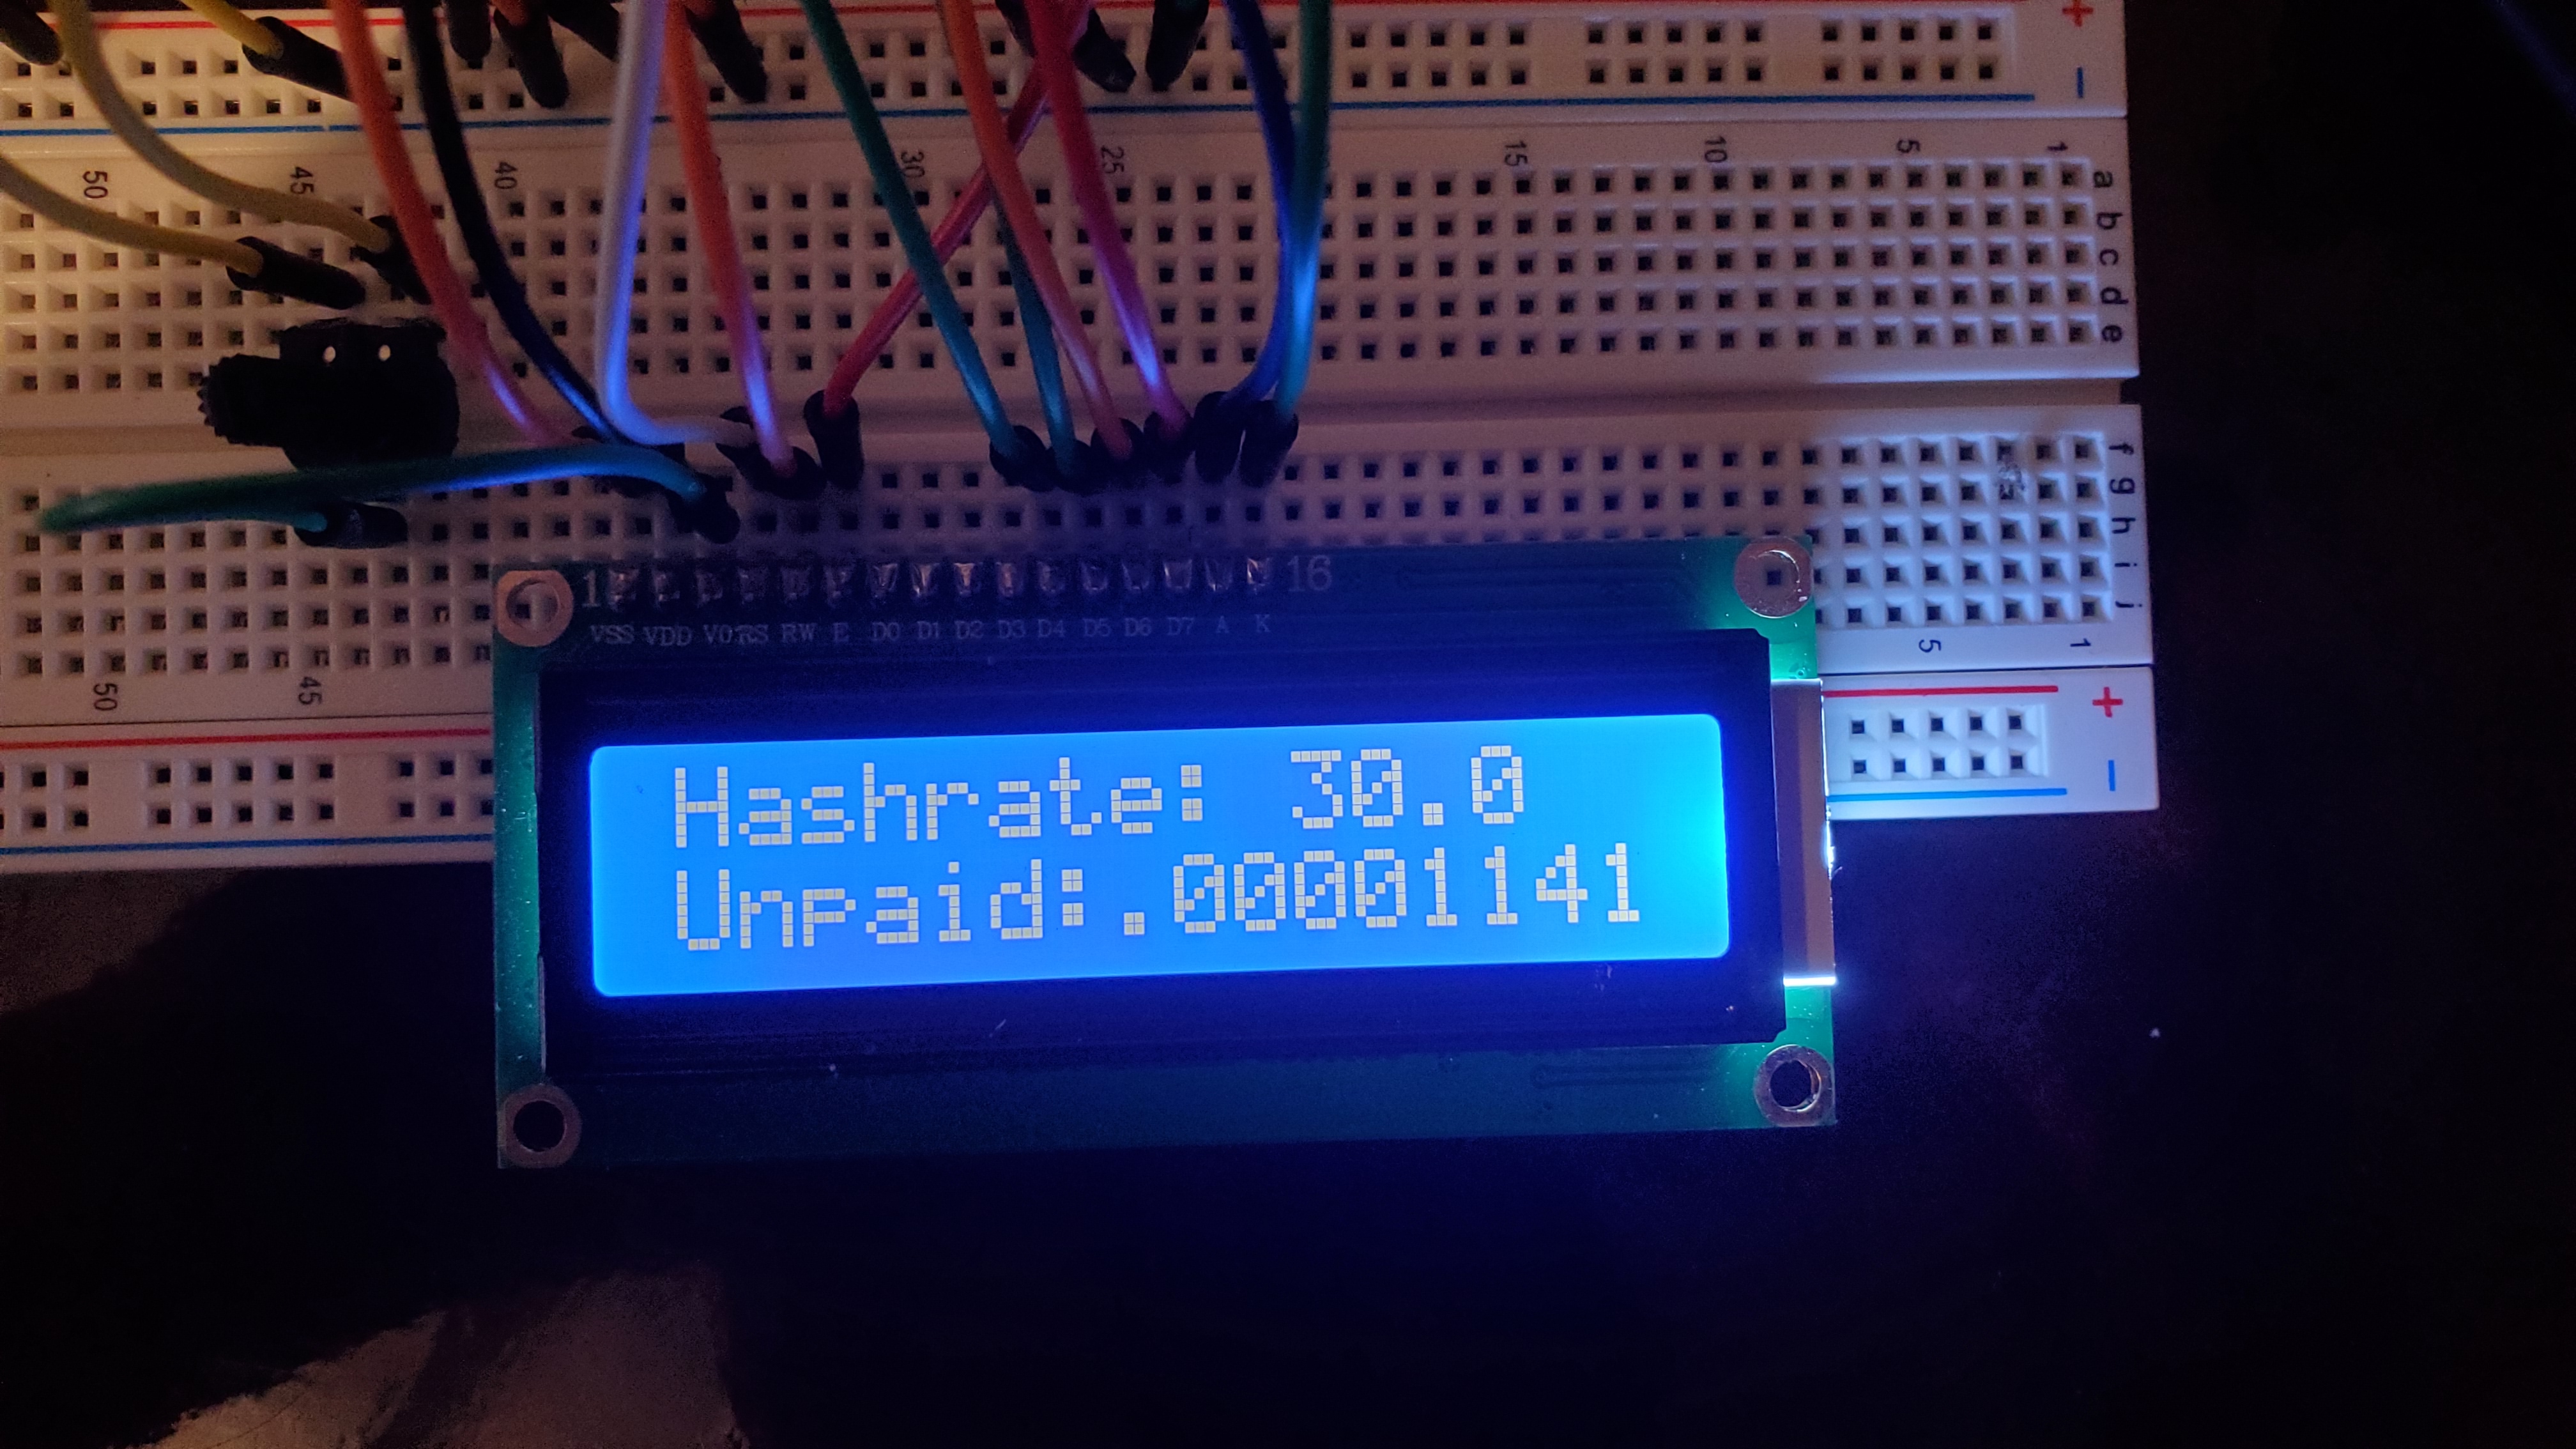 +
-
50 45 40 30 25 15 10 5 1
a
b
c
d
e
f
g
h
i
j
1 16
VSS VDD V0 RS RW E D0 D1 D2 D3 D4 D5 D6 D7 A K
50 45 5 1
+
-
Hashrate: 30.0
Unpaid:.00001141